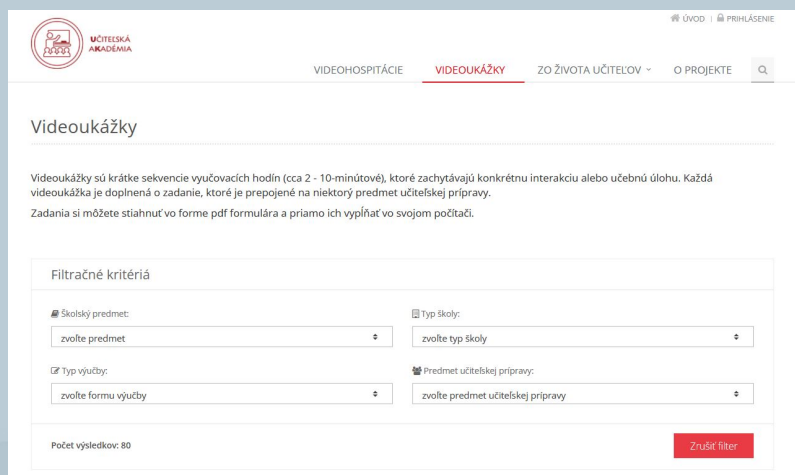 ÚVOD | PRIHLÁSENIE
UČITEĽSKÁ
AKADÉMIA
VIDEOHOSPITÁCIE VIDEOUKÁŽKY ZO ŽIVOTA UČITEĽOV O PROJEKTE
Videoukážky
Videoukážky sú krátke sekvencie vyučovacích hodín (cca 2 - 10-minútové), ktoré zachytávajú konkrétnu interakciu alebo učebnú úlohu. Každá
videoukážka je doplnená o zadanie, ktoré je prepojené na niektorý predmet učiteľskej prípravy.
Zadania si môžete stiahnuť vo forme pdf formulára a priamo ich vypĺňať vo svojom počítači.
Filtračné kritériá
Školský predmet: Typ školy:
zvoľte predmet zvoľte typ školy
Typ výučby: Predmet učiteľskej prípravy:
zvoľte formu výučby zvoľte predmet učiteľskej prípravy
Počet výsledkov: 80 Zrušiť filter